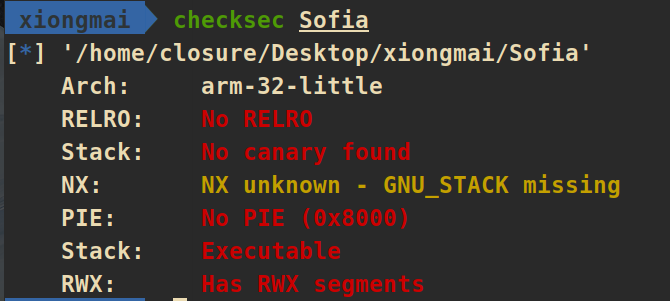 xiongmai checksec Sofia
[*] '/home/closure/Desktop/xiongmai/Sofia'
Arch: arm-32-little
RELRO: No RELRO
Stack: No canary found
NX: NX unknown - GNU_STACK missing
PIE: No PIE (0x8000)
Stack: Executable
RWX: Has RWX segments